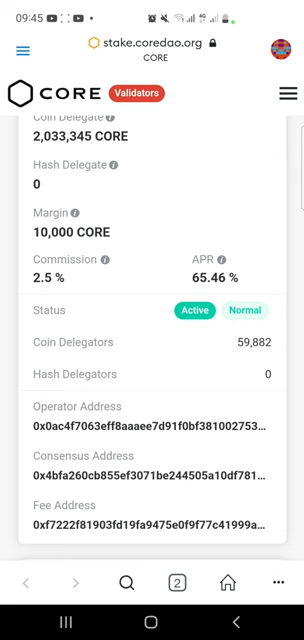 09:45
stake.coredao.org
CORE
CORE Validators
Coin Delegate
2,033,345 CORE
Hash Delegate
0
Margin
10,000 CORE
Commission APR
2.5 % 65.46 %
Status Active Normal
Coin Delegators 59,882
Hash Delegators 0
Operator Address
0x0ac4f7063eff8aaaee7d91f0bf381002753...
Consensus Address
0x4bfa260cb855ef3071be244505a10df781...
Fee Address
0xf7222f81903fd19fa9475e0f9f77c41999a...
2